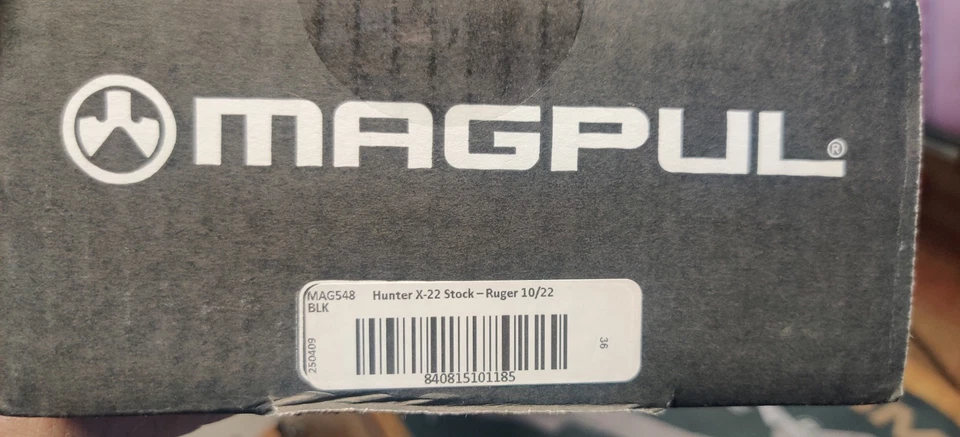 MAGPUL®
MAG548 Hunter X-22 Stock – Ruger 10/22
BLK
250409
36
840815101185